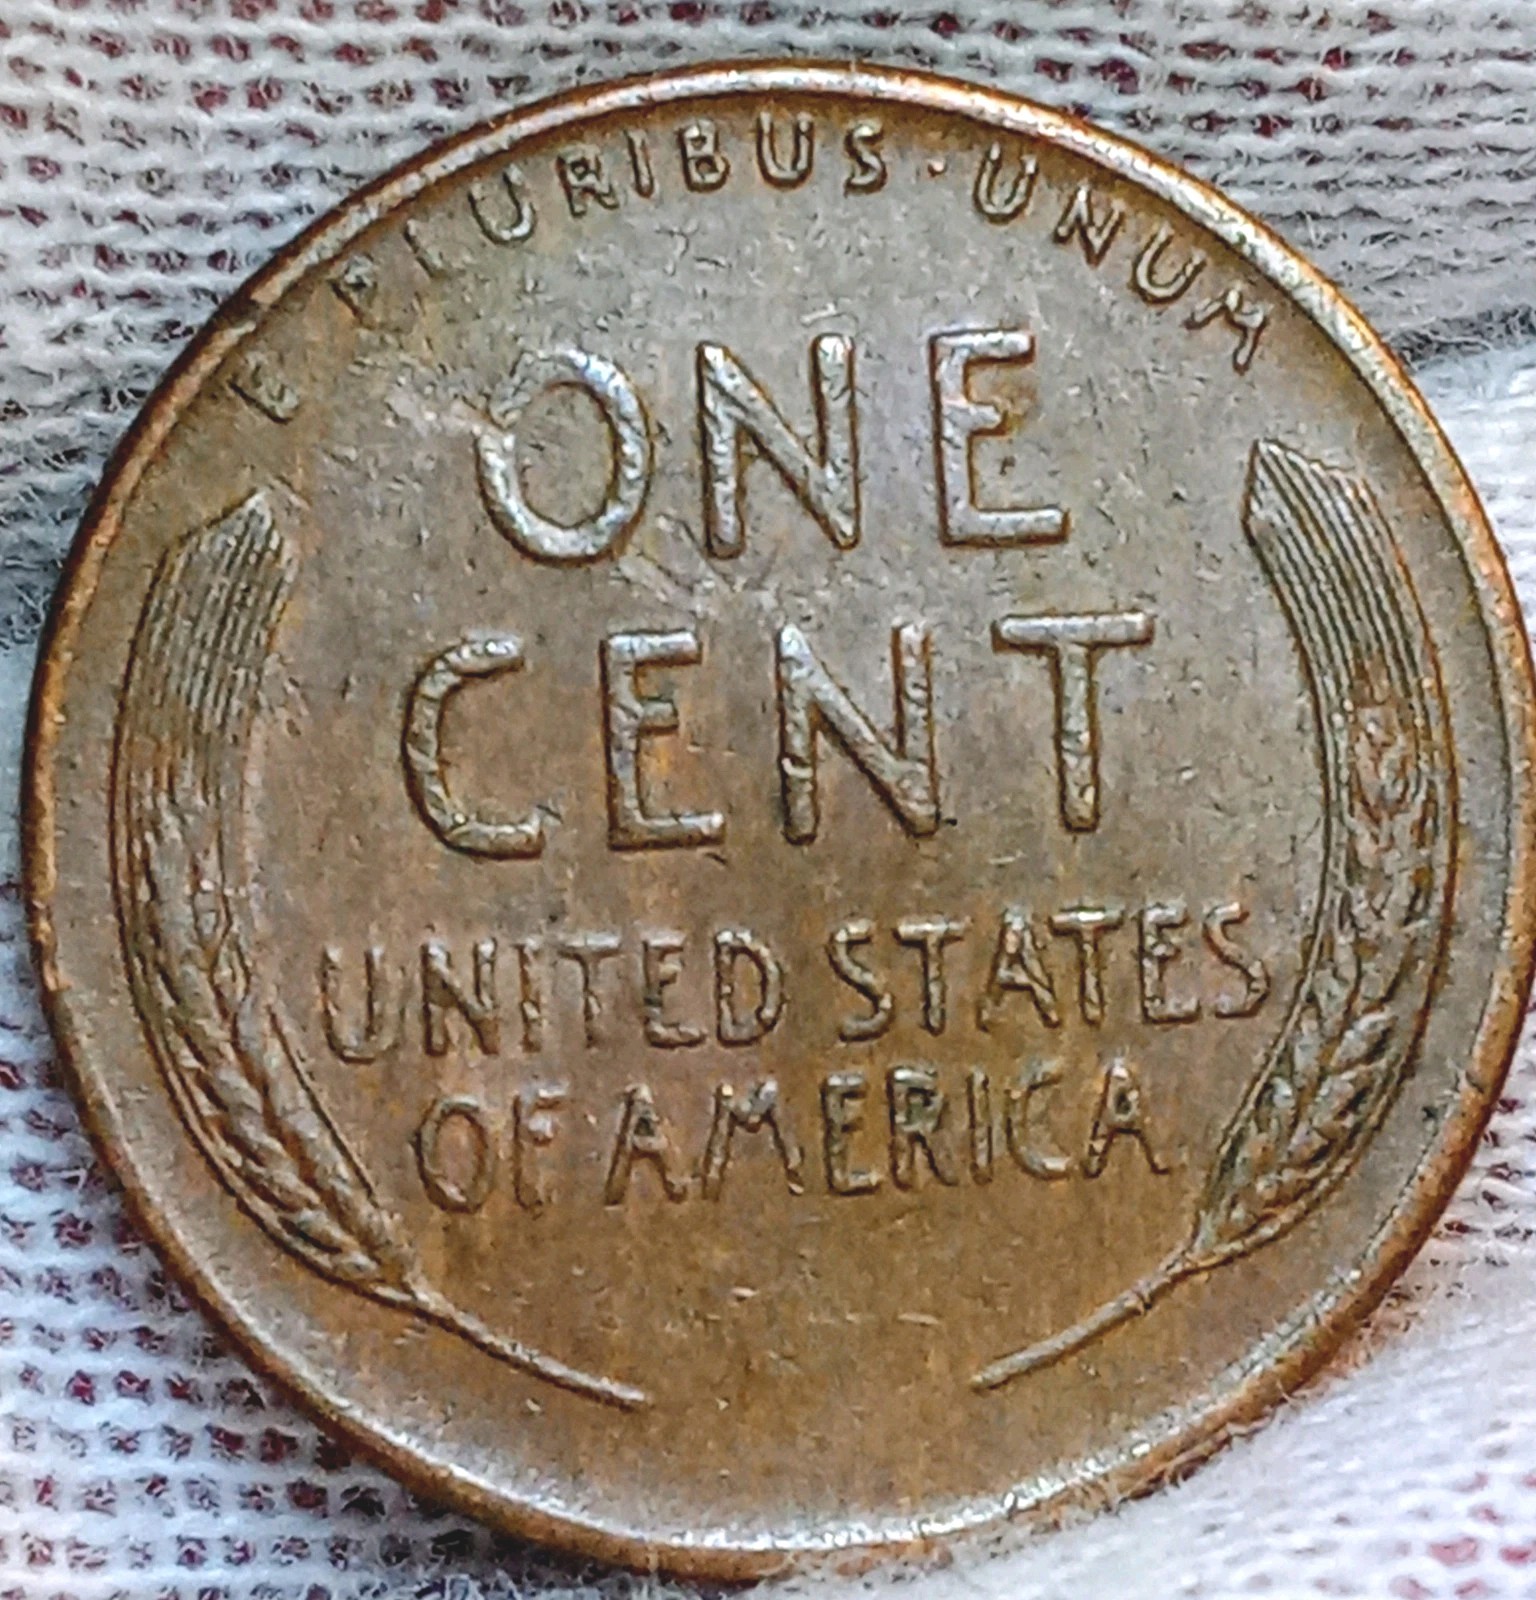 E PLURIBUS · UNUM
ONE
CENT
UNITED STATES
OF AMERICA